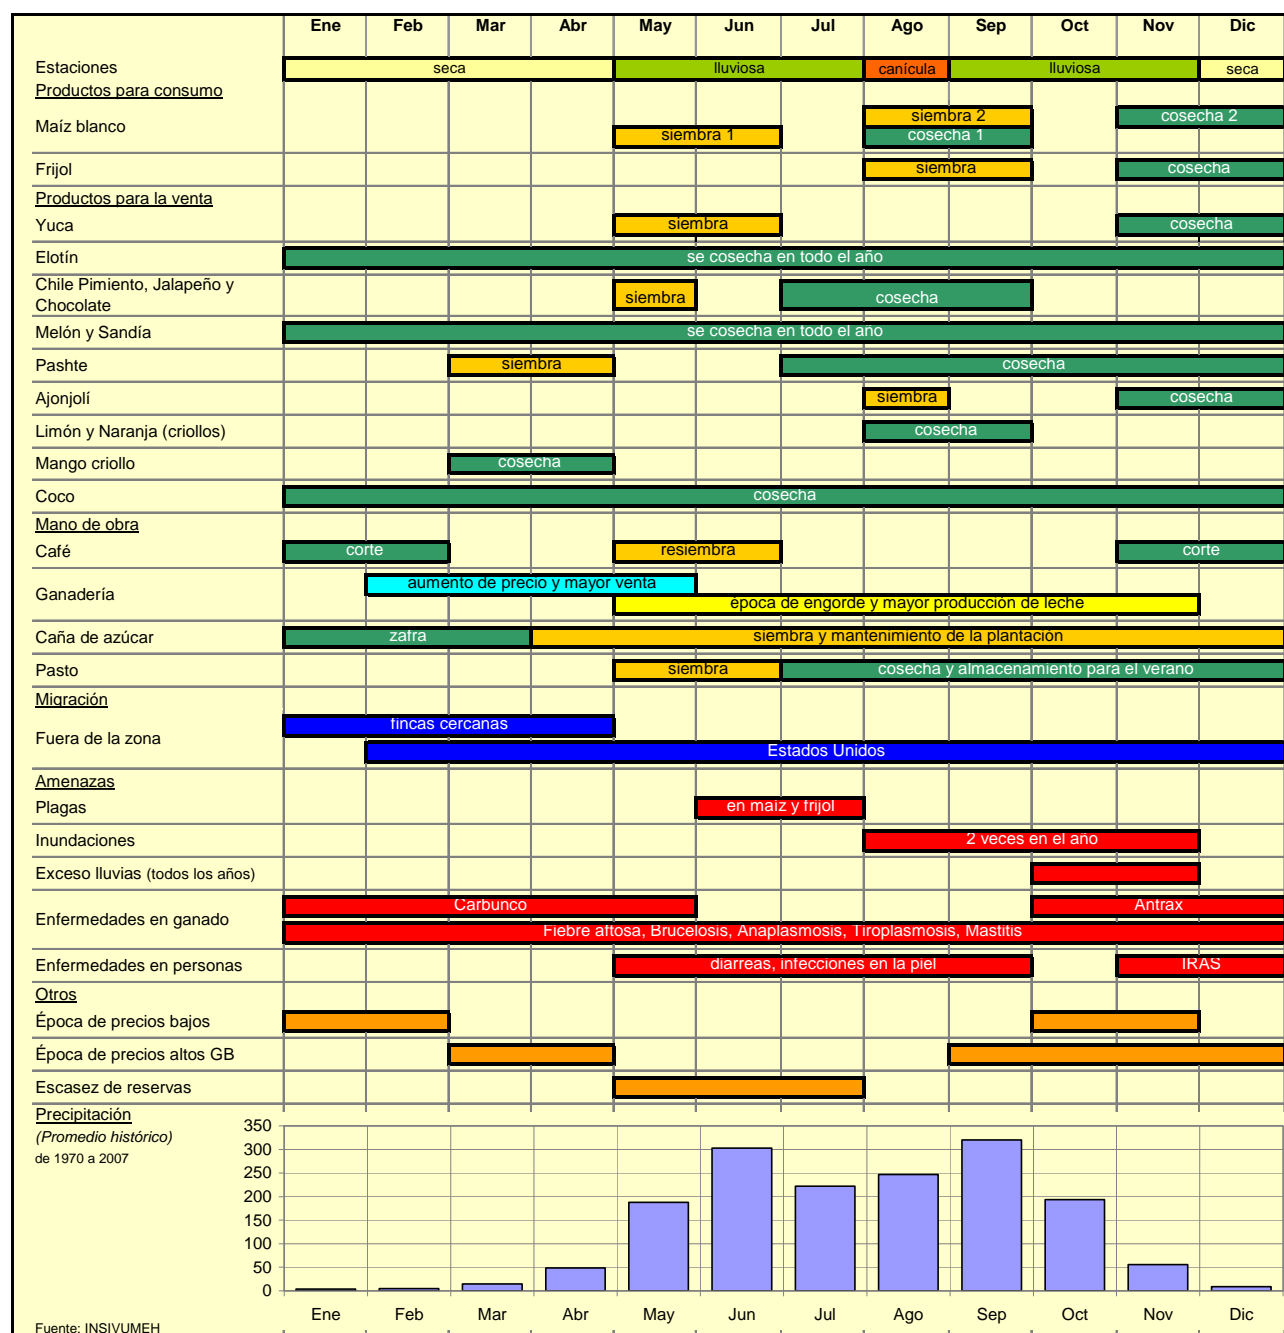 Ene Feb Mar Abr May Jun Jul Ago Sep Oct Nov Dic
Estaciones seca lluviosa canícula lluviosa seca
Productos para consumo
siembra 2 cosecha 2
Maíz blanco
siembra 1 cosecha 1
Frijol siembra cosecha
Productos para la venta
Yuca siembra cosecha
Elotín se cosecha en todo el año
Chile Pimiento, Jalapeño y
Chocolate siembra cosecha
Melón y Sandía se cosecha en todo el año
Pashte siembra cosecha
Ajonjolí siembra cosecha
Limón y Naranja (criollos) cosecha
Mango criollo cosecha
Coco cosecha
Mano de obra
Café corte resiembra corte
aumento de precio y mayor venta
Ganadería
época de engorde y mayor producción de leche
Caña de azúcar zafra siembra y mantenimiento de la plantación
Pasto siembra cosecha y almacenamiento para el verano
Migración
fincas cercanas
Fuera de la zona
Estados Unidos
Amenazas
Plagas en maíz y frijol
Inundaciones 2 veces en el año
Exceso lluvias (todos los años)
Carbunco Antrax
Enfermedades en ganado
Fiebre aftosa, Brucelosis, Anaplasmosis, Tiroplasmosis, Mastitis
Enfermedades en personas diarreas, infecciones en la piel IRAS
Otros
Época de precios bajos
Época de precios altos GB
Escasez de reservas
Precipitación
(Promedio histórico)
de 1970 a 2007
350
300
250
200
150
100
50
0
Ene Feb Mar Abr May Jun Jul Ago Sep Oct Nov Dic
Fuente: INSIVUMEH